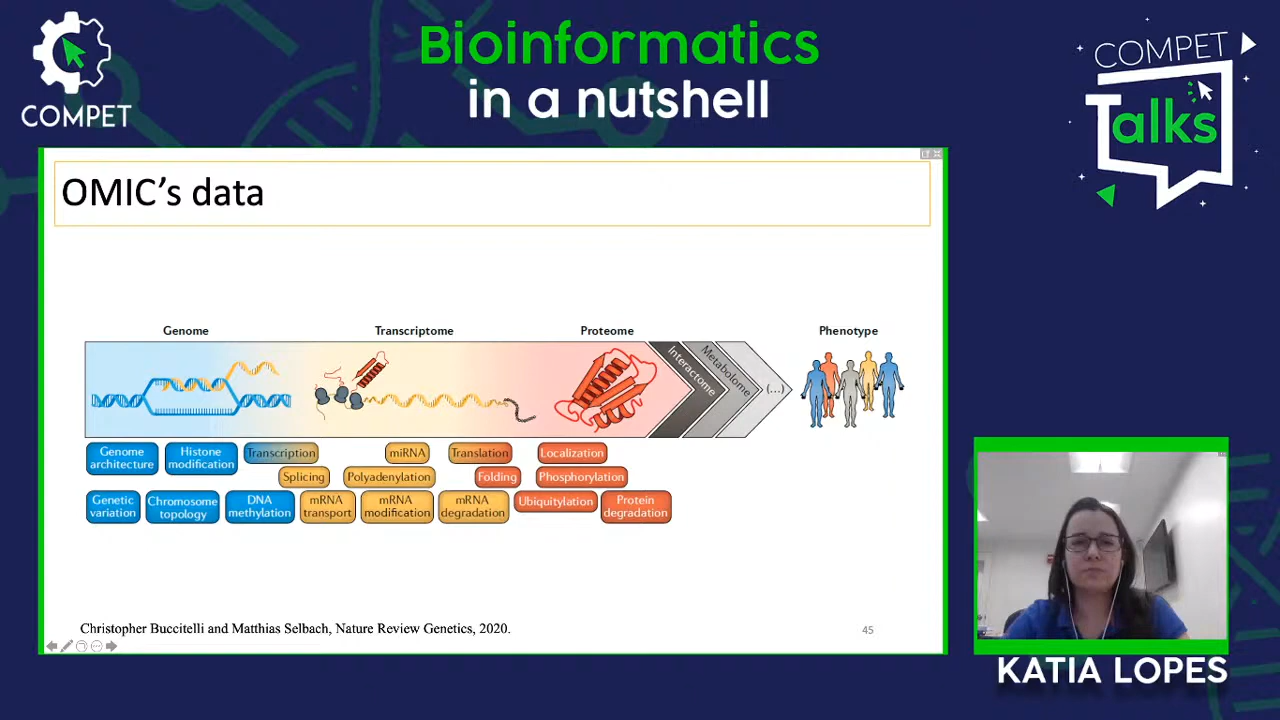 Bioinformatics
in a nutshell
COMPET
COMPET
Talks
OMIC's data
Genome
Transcriptome
Proteome
Phenotype
Interactome
Metabolome
(...)
Genome
architecture
Histone
modification
Transcription
miRNA
Translation
Localization
Splicing
Polyadenylation
Folding
Phosphorylation
Genetic
variation
Chromosome
topology
DNA
methylation
mRNA
transport
mRNA
modification
mRNA
degradation
Ubiquitylation
Protein
degradation
Christopher Buccitelli and Matthias Selbach, Nature Review Genetics, 2020.
45
KATIA LOPES